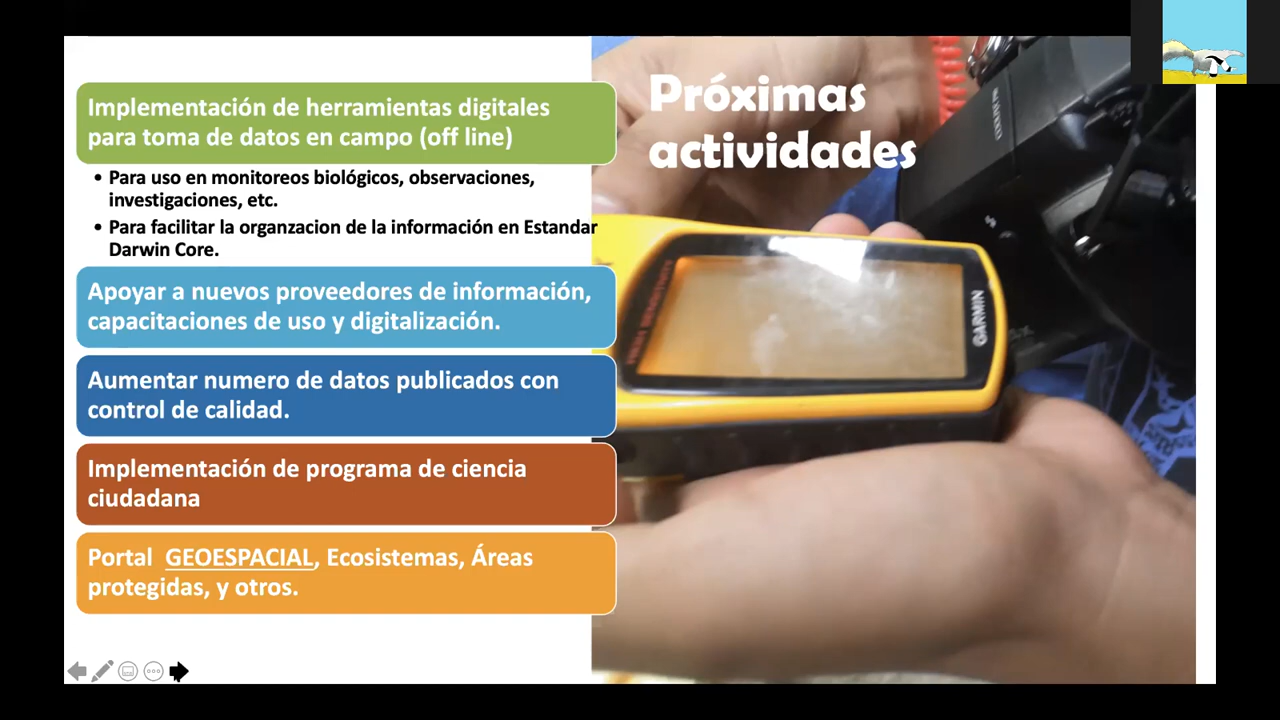 Próximas
actividades
Implementación de herramientas digitales
para toma de datos en campo (off line)
• Para uso en monitoreos biológicos, observaciones,
investigaciones, etc.
• Para facilitar la organzacion de la información en Estandar
Darwin Core.
Apoyar a nuevos proveedores de información,
capacitaciones de uso y digitalización.
Aumentar numero de datos publicados con
control de calidad.
Implementación de programa de ciencia
ciudadana
Portal GEOESPACIAL, Ecosistemas, Áreas
protegidas, y otros.
HIGH SENSITIVITY
GARMIN